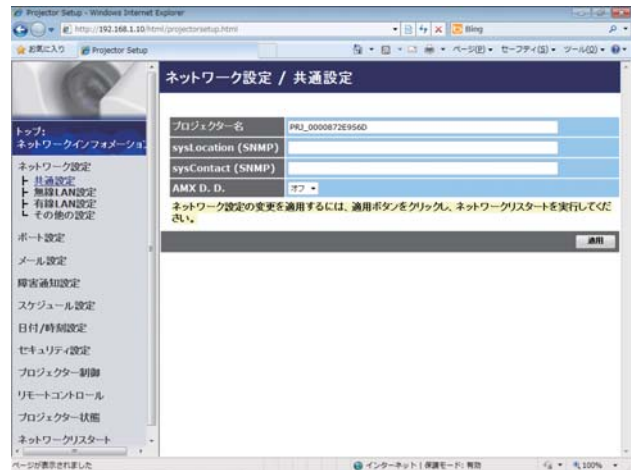 Projector Setup - Windows Internet Explorer
http://192.168.1.10/html/projectorsetup.html
Bing
お気に入り
Projector Setup
ページ(P)
セーフティ(S)
ツール(O)
ネットワーク設定 / 共通設定
トップ:
ネットワークインフォメーション
ネットワーク設定
共通設定
無線LAN設定
有線LAN設定
その他の設定
ポート設定
メール設定
障害通知設定
スケジュール設定
日付/時刻設定
セキュリティ設定
プロジェクター制御
リモートコントロール
プロジェクター状態
ネットワークリスタート
プロジェクター名
PRJ_0000872E956D
sysLocation (SNMP)
sysContact (SNMP)
AMX D. D.
オフ
ネットワーク設定の変更を適用するには、適用ボタンをクリックし、ネットワークリスタートを実行してくだ
さい。
適用
ページが表示されました
インターネット | 保護モード: 有効
100%